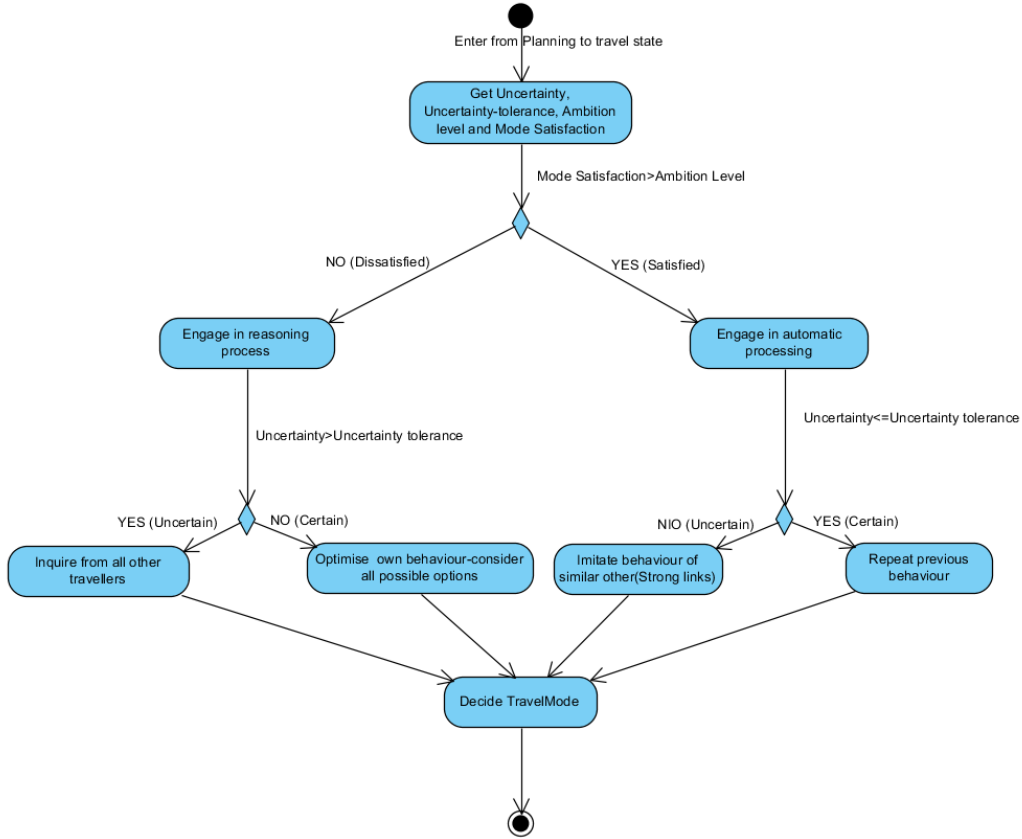 Enter from Planning to travel state
Get Uncertainty,
Uncertainty-tolerance, Ambition
level and Mode Satisfaction
Mode Satisfaction>Ambition Level
NO (Dissatisfied)
YES (Satisfied)
Engage in reasoning
process
Engage in automatic
processing
Uncertainty>Uncertainty tolerance
Uncertainty<=Uncertainty tolerance
YES (Uncertain)
NO (Certain)
NIO (Uncertain)
YES (Certain)
Inquire from all other
travellers
Optimise  own behaviour-consider
all possible options
Imitate behaviour of
similar other(Strong links)
Repeat previous
behaviour
Decide TravelMode